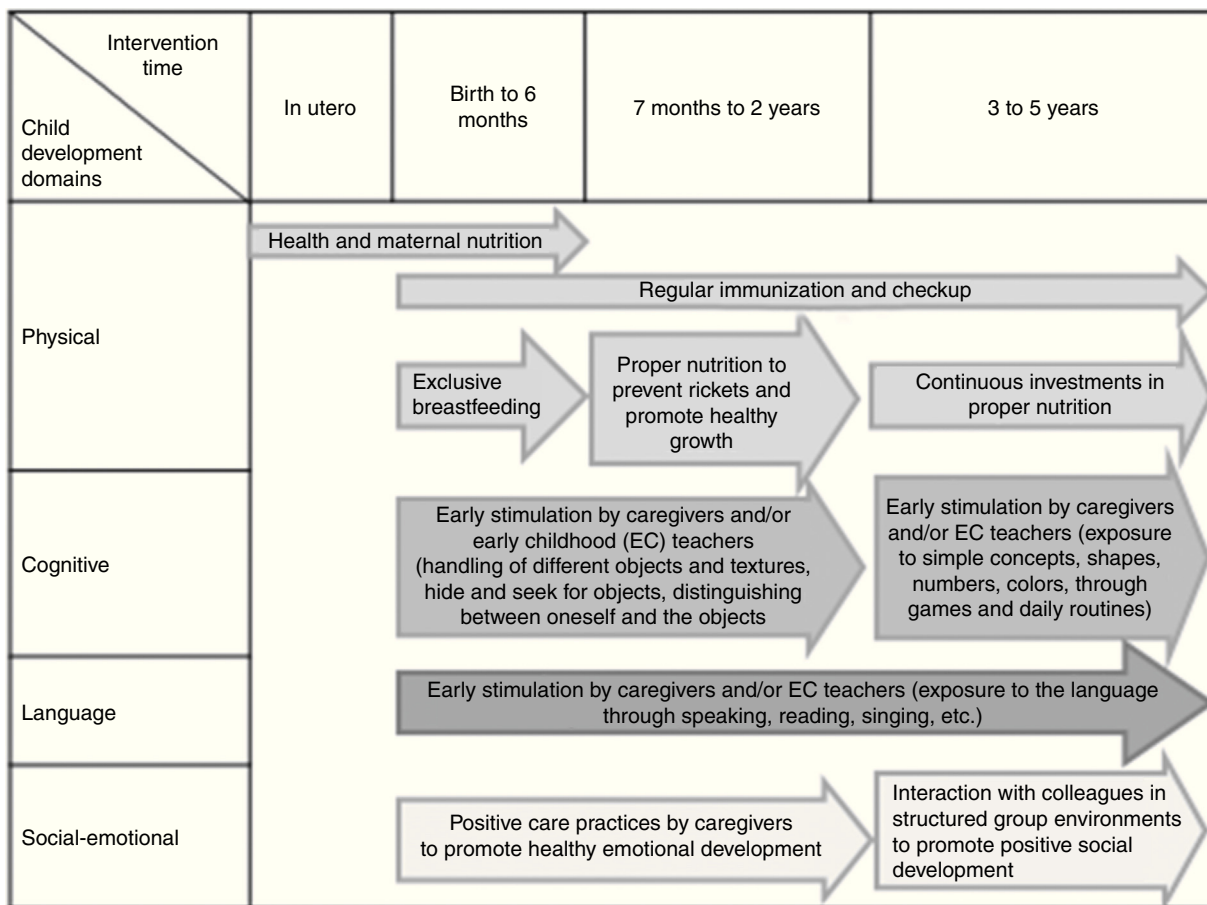 Intervention
time
Child
development
domains
In utero
Birth to 6
months
7 months to 2 years
3 to 5 years
Physical
Health and maternal nutrition
Regular immunization and checkup
Exclusive
breastfeeding
Proper nutrition to
prevent rickets and
promote healthy
growth
Continuous investments in
proper nutrition
Cognitive
Early stimulation by caregivers and/or
early childhood (EC) teachers
(handling of different objects and textures,
hide and seek for objects, distinguishing
between oneself and the objects
Early stimulation by caregivers
and/or EC teachers (exposure
to simple concepts, shapes,
numbers, colors, through
games and daily routines)
Language
Early stimulation by caregivers and/or EC teachers (exposure to the language
through speaking, reading, singing, etc.)
Social-emotional
Positive care practices by caregivers
to promote healthy emotional development
Interaction with colleagues in
structured group environments
to promote positive social
development